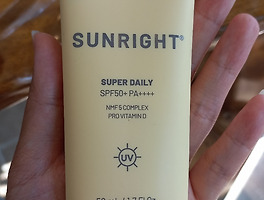 SUNRIGHT®
SUPER DAILY
SPF50+ PA++++
NMF5 COMPLEX
PRO VITAMIN D
UV